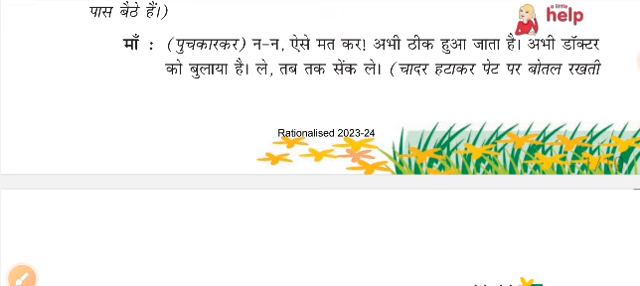 पास बैठे हैं।)
a little help
माँ : (पुचकारकर) न-न, ऐसे मत कर! अभी ठीक हुआ जाता है। अभी डॉक्टर
को बुलाया है। ले, तब तक सेंक ले। (चादर हटाकर पेट पर बोतल रखती
Rationalised 2023-24